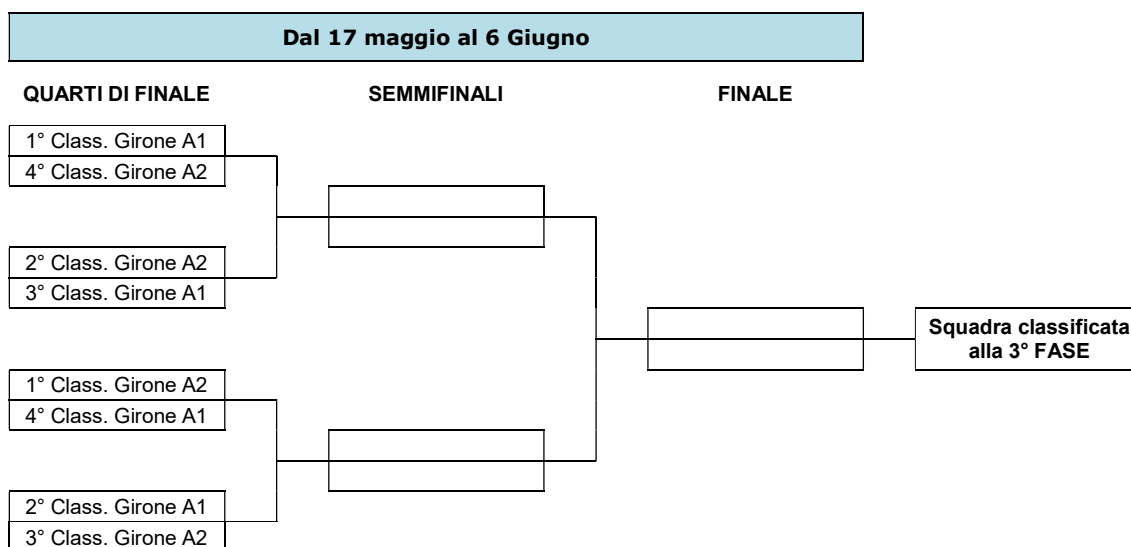 Dal 17 maggio al 6 Giugno
QUARTI DI FINALE
SEMMIFINALI
FINALE
1° Class. Girone A1
4° Class. Girone A2
2° Class. Girone A2
3° Class. Girone A1
Squadra classificata
alla 3° FASE
1° Class. Girone A2
4° Class. Girone A1
2° Class. Girone A1
3° Class. Girone A2